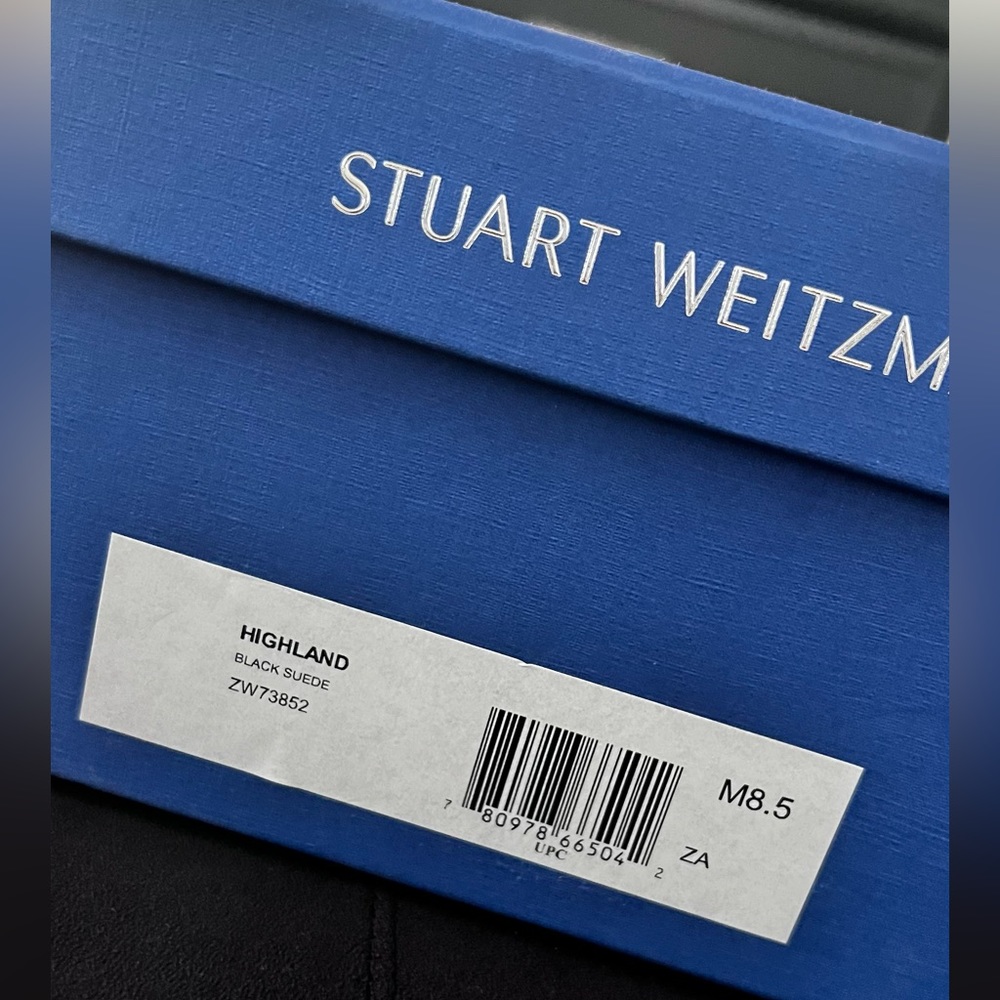 STUART WEITZM
HIGHLAND
BLACK SUEDE
ZW73852
M8.5
7 80978 66504 2
UPC
ZA